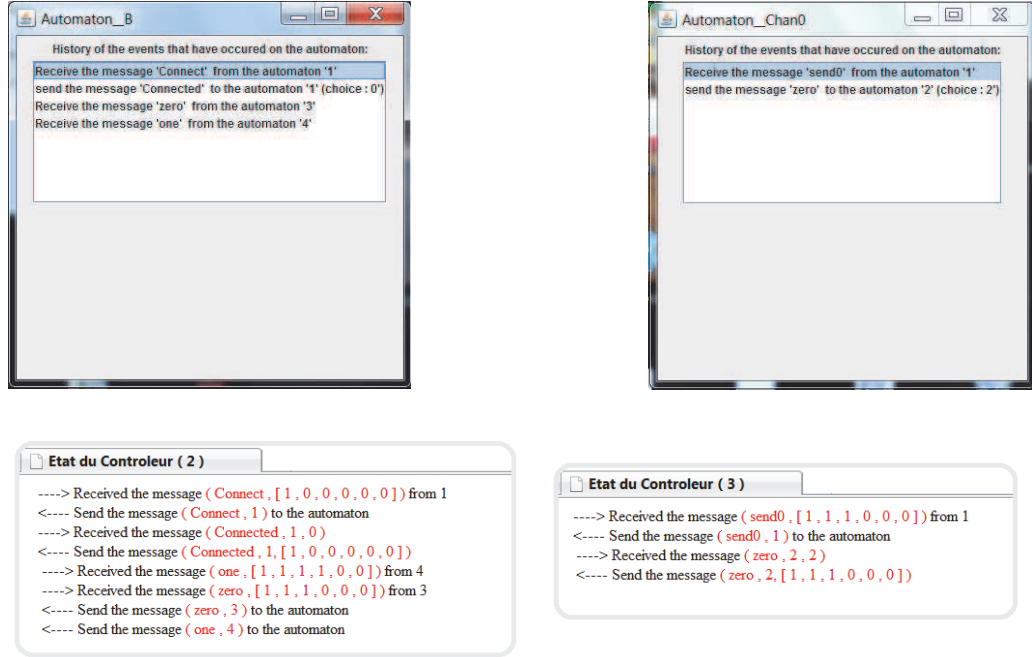 Automaton_B
History of the events that have occured on the automaton:
Receive the message 'Connect' from the automaton '1'
send the message 'Connected' to the automaton '1' (choice : 0')
Receive the message 'zero' from the automaton '3'
Receive the message 'one' from the automaton '4'
Automaton_Chan0
History of the events that have occured on the automaton:
Receive the message 'send0' from the automaton '1'
send the message 'zero' to the automaton '2' (choice : 2')
Etat du Controleur ( 2 )
----> Received the message ( Connect , [ 1 , 0 , 0 , 0 , 0 , 0 ] ) from 1
<---- Send the message ( Connect , 1 ) to the automaton
----> Received the message ( Connected , 1 , 0 )
<---- Send the message ( Connected , 1, [ 1 , 0 , 0 , 0 , 0 , 0 ] )
----> Received the message ( one , [ 1 , 1 , 1 , 1 , 0 , 0 ] ) from 4
----> Received the message ( zero , [ 1 , 1 , 1 , 0 , 0 , 0 ] ) from 3
<---- Send the message ( zero , 3 ) to the automaton
<---- Send the message ( one , 4 ) to the automaton
Etat du Controleur ( 3 )
----> Received the message ( send0 , [ 1 , 1 , 1 , 0 , 0 , 0 ] ) from 1
<---- Send the message ( send0 , 1 ) to the automaton
----> Received the message ( zero , 2 , 2 )
<---- Send the message ( zero , 2, [ 1 , 1 , 1 , 0 , 0 , 0 ] )